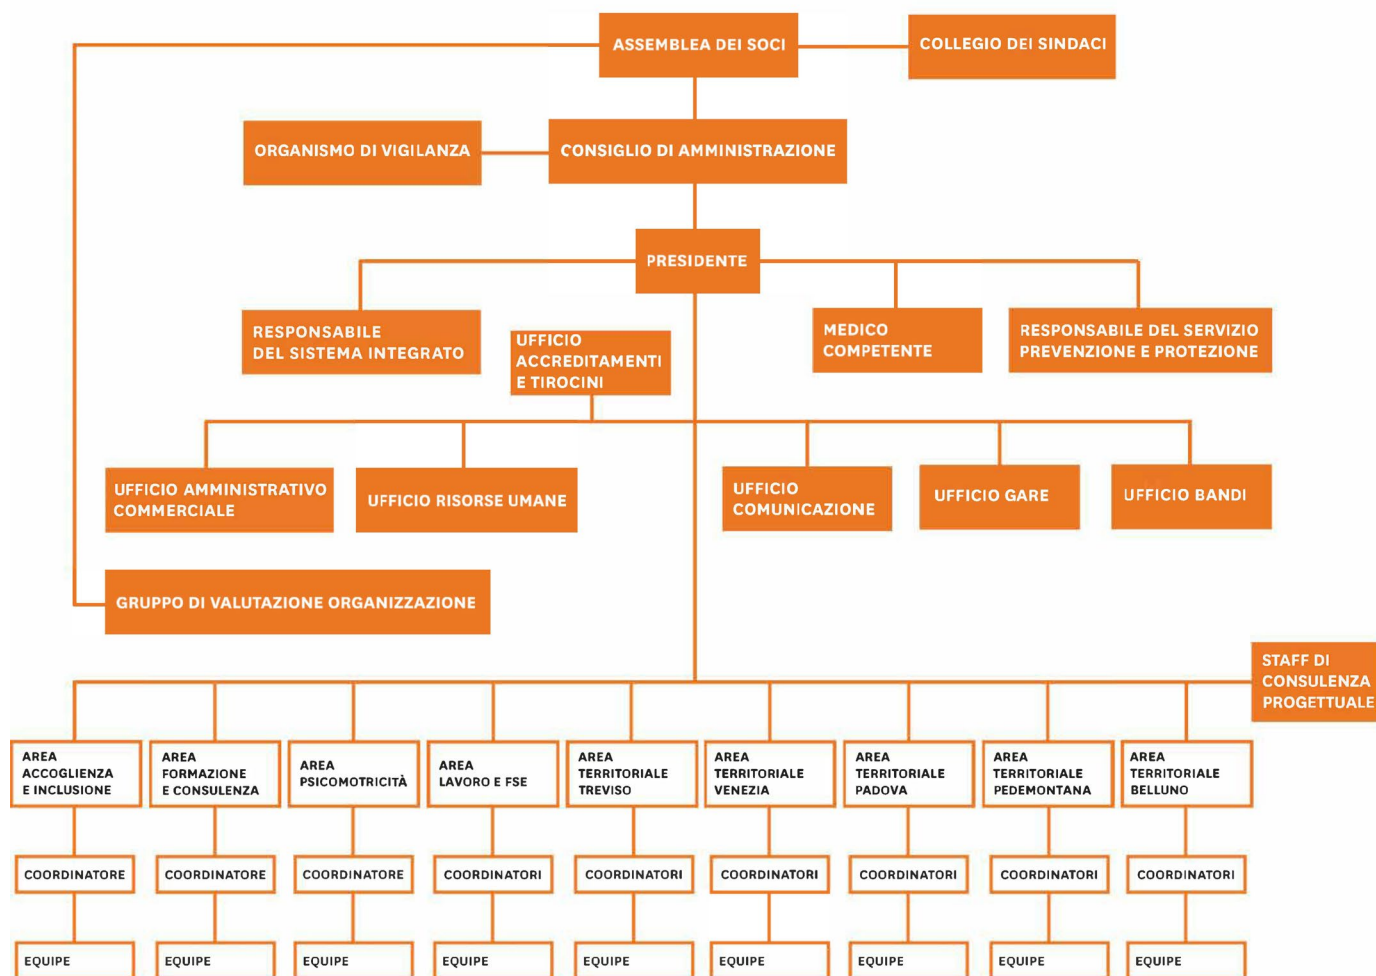 ASSEMBLEA DEI SOCI
COLLEGIO DEI SINDACI
ORGANISMO DI VIGILANZA
CONSIGLIO DI AMMINISTRAZIONE
PRESIDENTE
RESPONSABILE
DEL SISTEMA INTEGRATO
UFFICIO
ACCREDITAMENTI
E TIROCINI
MEDICO
COMPETENTE
RESPONSABILE DEL SERVIZIO
PREVENZIONE E PROTEZIONE
UFFICIO AMMINISTRATIVO
COMMERCIALE
UFFICIO RISORSE UMANE
UFFICIO
COMUNICAZIONE
UFFICIO GARE
UFFICIO BANDI
GRUPPO DI VALUTAZIONE ORGANIZZAZIONE
STAFF DI
CONSULENZA
PROGETTUALE
AREA
ACCOGLIENZA
E INCLUSIONE
AREA
FORMAZIONE
E CONSULENZA
AREA
PSICOMOTRICITÀ
AREA
LAVORO E FSE
AREA
TERRITORIALE
TREVISO
AREA
TERRITORIALE
VENEZIA
AREA
TERRITORIALE
PADOVA
AREA
TERRITORIALE
PEDEMONTANA
AREA
TERRITORIALE
BELLUNO
COORDINATORE
COORDINATORE
COORDINATORE
COORDINATORI
COORDINATORI
COORDINATORI
COORDINATORI
COORDINATORI
COORDINATORI
EQUIPE
EQUIPE
EQUIPE
EQUIPE
EQUIPE
EQUIPE
EQUIPE
EQUIPE
EQUIPE